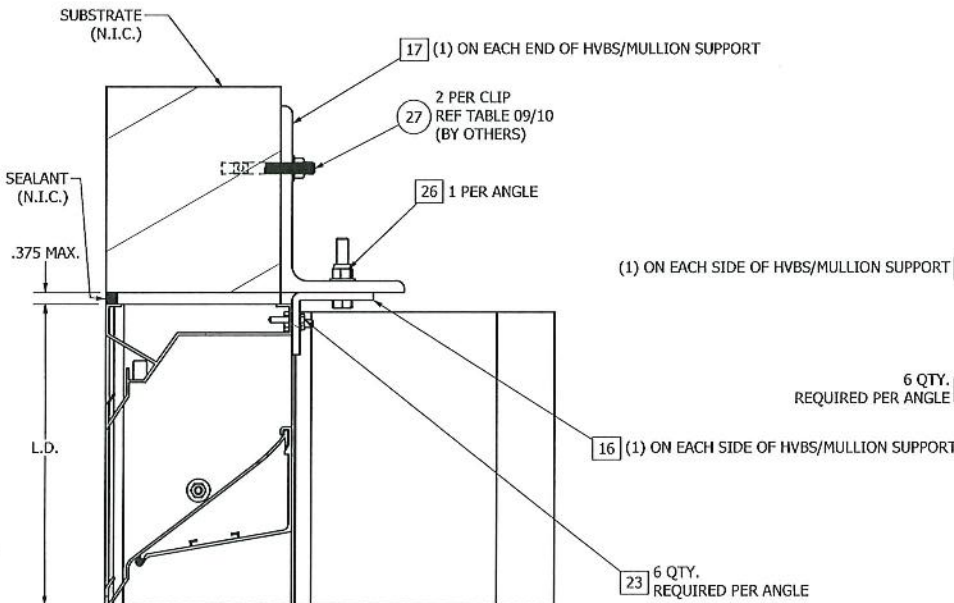 SUBSTRATE
(N.I.C.)
17 (1) ON EACH END OF HVBS/MULLION SUPPORT
2 PER CLIP
27 REF TABLE 09/10
(BY OTHERS)
SEALANT
(N.I.C.)
26 1 PER ANGLE
.375 MAX.
(1) ON EACH SIDE OF HVBS/MULLION SUPPORT
6 QTY.
REQUIRED PER ANGLE
L.D.
16 (1) ON EACH SIDE OF HVBS/MULLION SUPPORT
23 6 QTY.
REQUIRED PER ANGLE